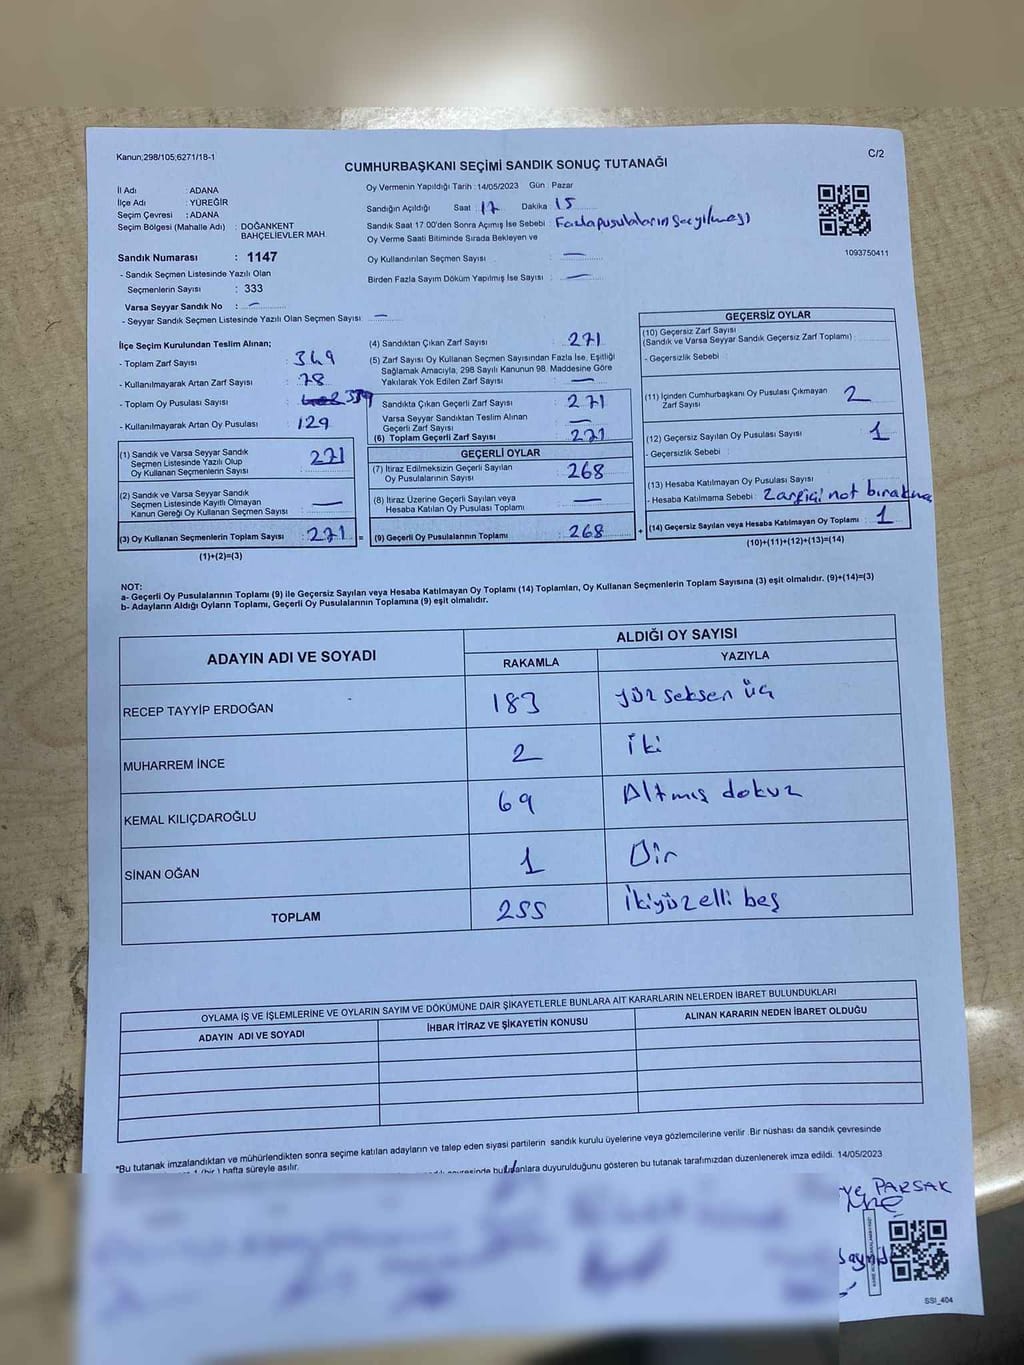 Kanun;298/105;6271/18-1
C/2
CUMHURBAŞKANI SEÇİMİ SANDIK SONUÇ TUTANAĞI
İl Adı : ADANA
İlçe Adı : YÜREĞİR
Seçim Çevresi : ADANA
Seçim Bölgesi (Mahalle Adı) : DOĞANKENT
BAHÇELİEVLER MAH.
Sandık Numarası : 1147
- Sandık Seçmen Listesinde Yazılı Olan
Seçmenlerin Sayısı : 333
Varsa Seyyar Sandık No : —
- Seyyar Sandık Seçmen Listesinde Yazılı Olan Seçmen Sayısı : —
Oy Vermenin Yapıldığı Tarih : 14/05/2023 Gün : Pazar
Sandığın Açıldığı Saat : 17 Dakika : 15
Sandık Saat 17:00'den Sonra Açımış İse Sebebi : Fazla pusulaların sayılması
Oy Verme Saati Bitiminde Sırada Bekleyen ve
Oy Kullandırılan Seçmen Sayısı : —
Birden Fazla Sayım Döküm Yapılmış İse Sayısı : —
1093750411
İlçe Seçim Kurulundan Teslim Alınan;
- Toplam Zarf Sayısı : 349
- Kullanılmayarak Artan Zarf Sayısı : 78
- Toplam Oy Pusulası Sayısı :
- Kullanılmayarak Artan Oy Pusulası : 129
(1) Sandık ve Varsa Seyyar Sandık
Seçmen Listesinde Yazılı Olup
Oy Kullanan Seçmenlerin Sayısı : 271
(2) Sandık ve Varsa Seyyar Sandık
Seçmen Listesinde Kayıtlı Olmayan
Kanun Gereği Oy Kullanan Seçmen Sayısı : —
(3) Oy Kullanan Seçmenlerin Toplam Sayısı : 271 =
(1)+(2)=(3)
(4) Sandıktan Çıkan Zarf Sayısı : 271
(5) Zarf Sayısı Oy Kullanan Seçmen Sayısından Fazla İse, Eşitliği
Sağlamak Amacıyla, 298 Sayılı Kanunun 98. Maddesine Göre
Yakılarak Yok Edilen Zarf Sayısı : —
Sandıkta Çıkan Geçerli Zarf Sayısı : 271
Varsa Seyyar Sandıktan Teslim Alınan
Geçerli Zarf Sayısı : —
(6) Toplam Geçerli Zarf Sayısı : 271
GEÇERLİ OYLAR
(7) İtiraz Edilmeksizin Geçerli Sayılan
Oy Pusulalarının Sayısı : 268
(8) İtiraz Üzerine Geçerli Sayılan veya
Hesaba Katılan Oy Pusulası Toplamı : —
(9) Geçerli Oy Pusulalarının Toplamı : 268 +
GEÇERSİZ OYLAR
(10) Geçersiz Zarf Sayısı
(Sandık ve Varsa Seyyar Sandık Geçersiz Zarf Toplamı) :
- Geçersizlik Sebebi :
(11) İçinden Cumhurbaşkanı Oy Pusulası Çıkmayan
Zarf Sayısı : 2
(12) Geçersiz Sayılan Oy Pusulası Sayısı : 1
- Geçersizlik Sebebi :
(13) Hesaba Katılmayan Oy Pusulası Sayısı :
- Hesaba Katılmama Sebebi : Zarf içi not bırakma
(14) Geçersiz Sayılan veya Hesaba Katılmayan Oy Toplamı : 1
(10)+(11)+(12)+(13)=(14)
NOT:
a- Geçerli Oy Pusulalarının Toplamı (9) ile Geçersiz Sayılan veya Hesaba Katılmayan Oy Toplamı (14) Toplamları, Oy Kullanan Seçmenlerin Toplam Sayısına (3) eşit olmalıdır. (9)+(14)=(3)
b- Adayların Aldığı Oyların Toplamı, Geçerli Oy Pusulalarının Toplamına (9) eşit olmalıdır.
ADAYIN ADI VE SOYADI ALDIĞI OY SAYISI
RAKAMLA YAZIYLA
RECEP TAYYİP ERDOĞAN 183 yüz seksen üç
MUHARREM İNCE 2 iki
KEMAL KILIÇDAROĞLU 69 Altmış dokuz
SİNAN OĞAN 1 Bir
TOPLAM 255 ikiyüzelli beş
OYLAMA İŞ VE İŞLEMLERİNE VE OYLARIN SAYIM VE DÖKÜMÜNE DAİR ŞİKAYETLERLE BUNLARA AİT KARARLARIN NELERDEN İBARET BULUNDUKLARI
ADAYIN ADI VE SOYADI İHBAR İTİRAZ VE ŞİKAYETİN KONUSU ALINAN KARARIN NEDEN İBARET OLDUĞU
*Bu tutanak imzalandıktan ve mühürlendikten sonra seçime katılan adayların ve talep eden siyasi partilerin sandık kurulu üyelerine veya gözlemcilerine verilir. Bir nüshası da sandık çevresinde
1 (bir) hafta süreyle asılır.
duyurulduğunu gösteren bu tutanak tarafımızdan düzenlenerek imza edildi. 14/05/2023
PARSAK
SSI_404